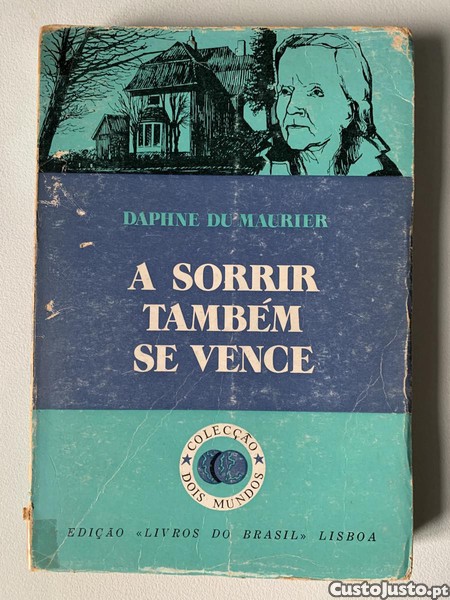 DAPHNE DU MAURIER
A SORRIR
TAMBÉM
SE VENCE
COLECÇÃO
DOIS MUNDOS
EDIÇÃO «LIVROS DO BRASIL» LISBOA
CustoJusto.pt